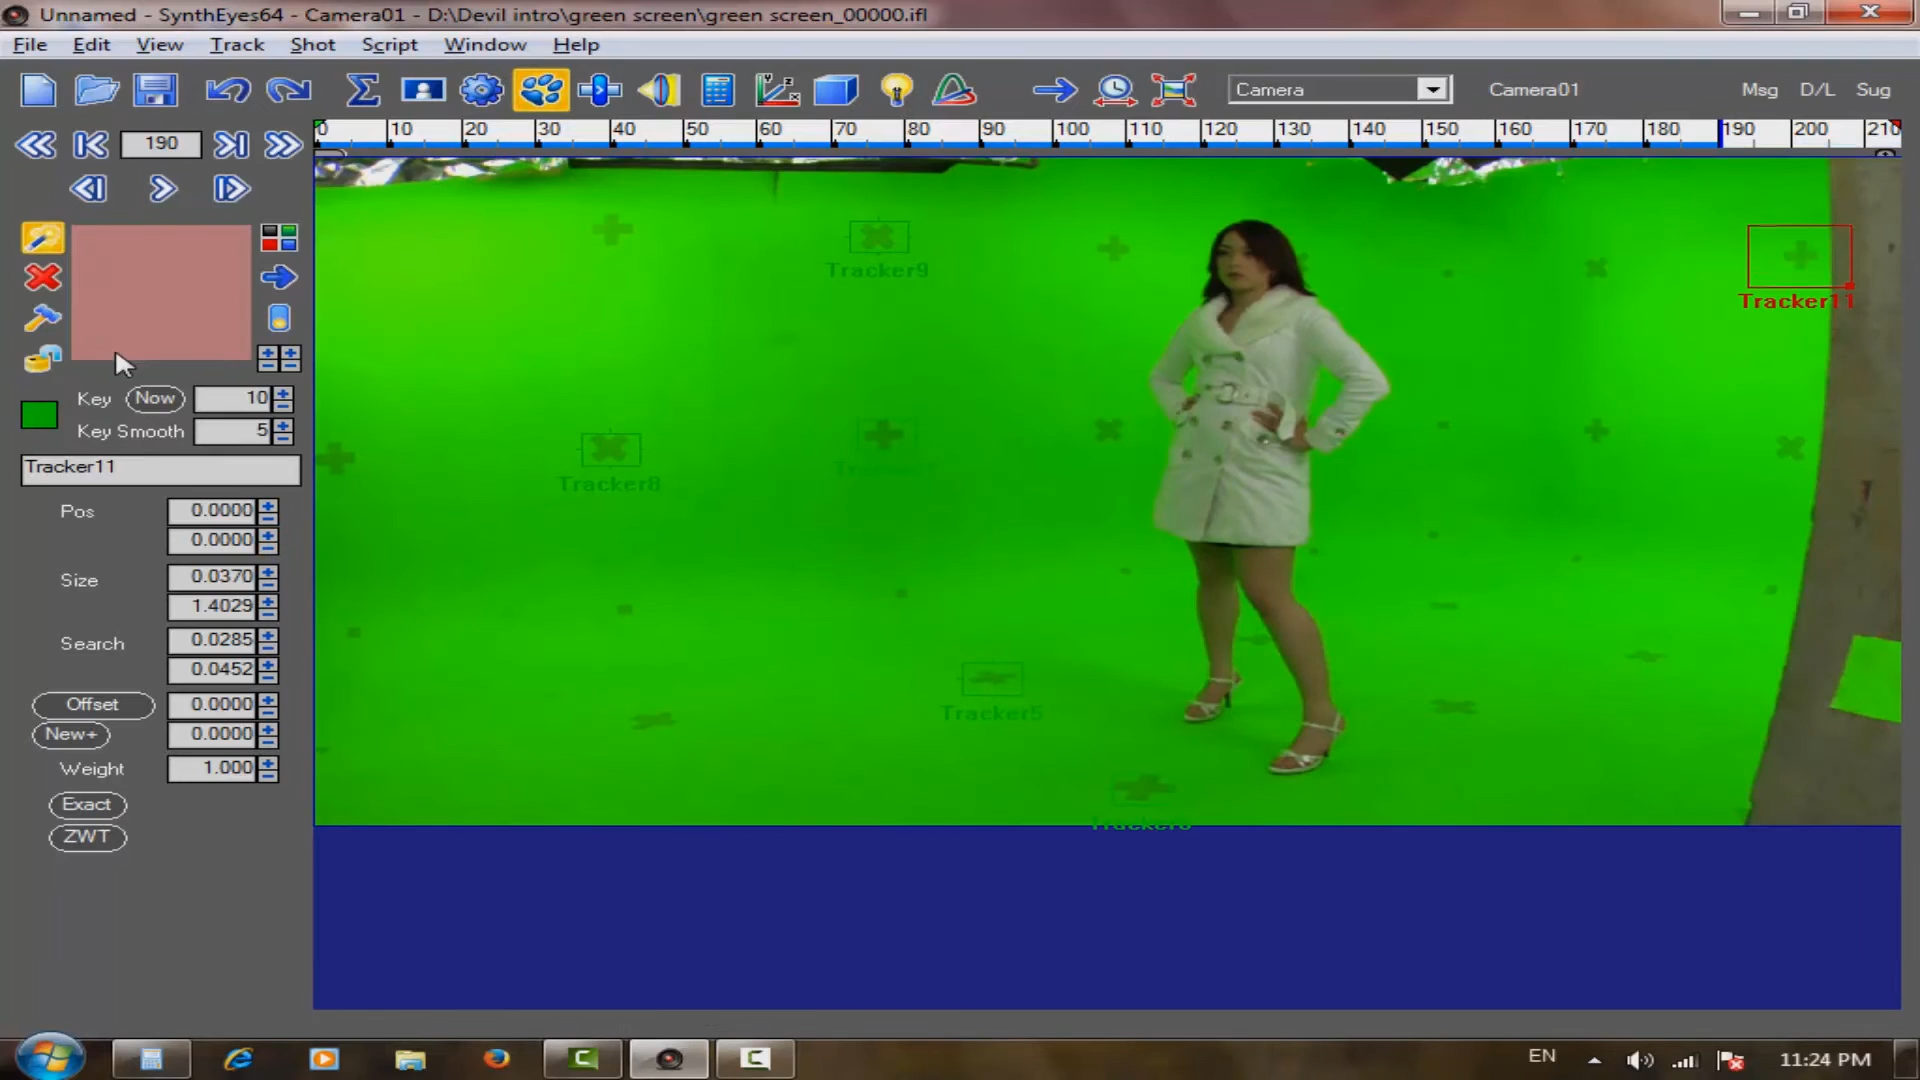 Unnamed - SynthEyes64 - Camera01 - D:\Devil intro\green screen\green screen_00000.ifl
File Edit View Track Shot Script Window Help
Camera Camera01 Msg D/L Sug
190
0 10 20 30 40 50 60 70 80 90 100 110 120 130 140 150 160 170 180 190 200 210
Tracker9
Tracker11
Key Now 10
Key Smooth 5
Tracker11
Tracker8
Pos 0.0000
0.0000
Size 0.0370
1.4029
Search 0.0285
0.0452
Offset 0.0000
New+ 0.0000
Tracker5
Weight 1.000
Exact
ZWT
EN 11:24 PM